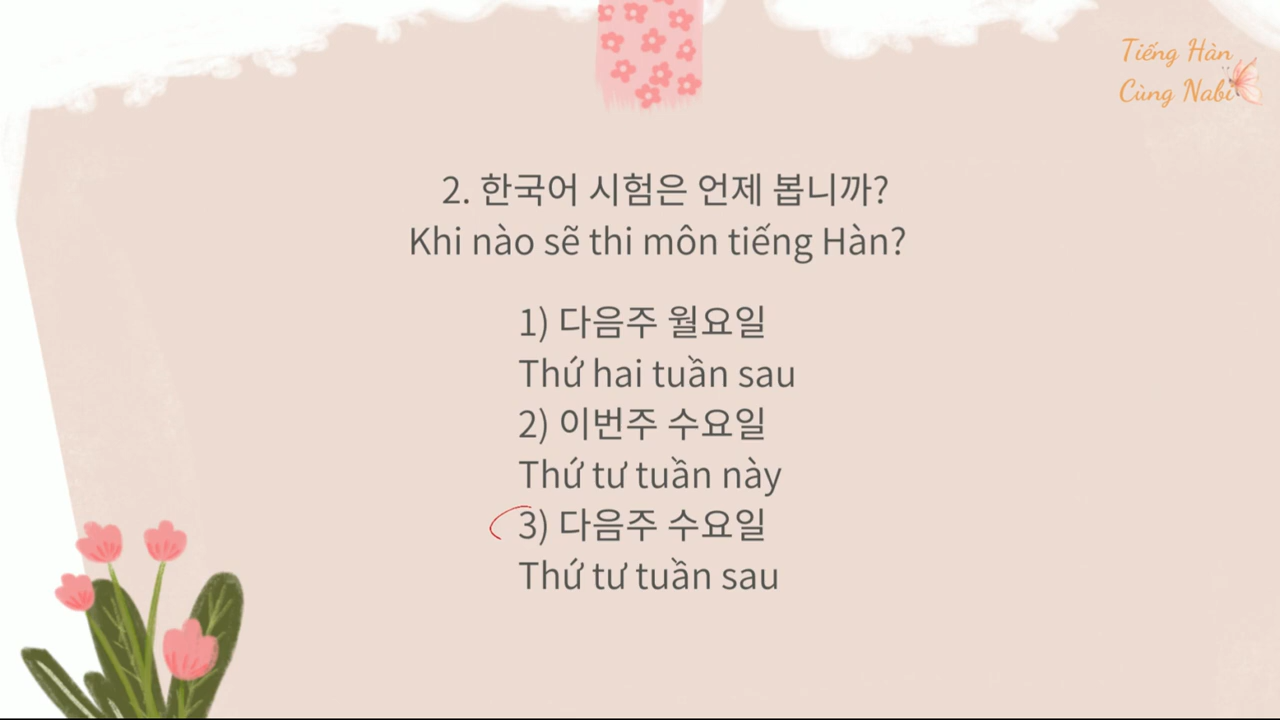 Tiếng Hàn
Cùng Nabi
2. 한국어 시험은 언제 봅니까?
Khi nào sẽ thi môn tiếng Hàn?
1) 다음주 월요일
Thứ hai tuần sau
2) 이번주 수요일
Thứ tư tuần này
3) 다음주 수요일
Thứ tư tuần sau